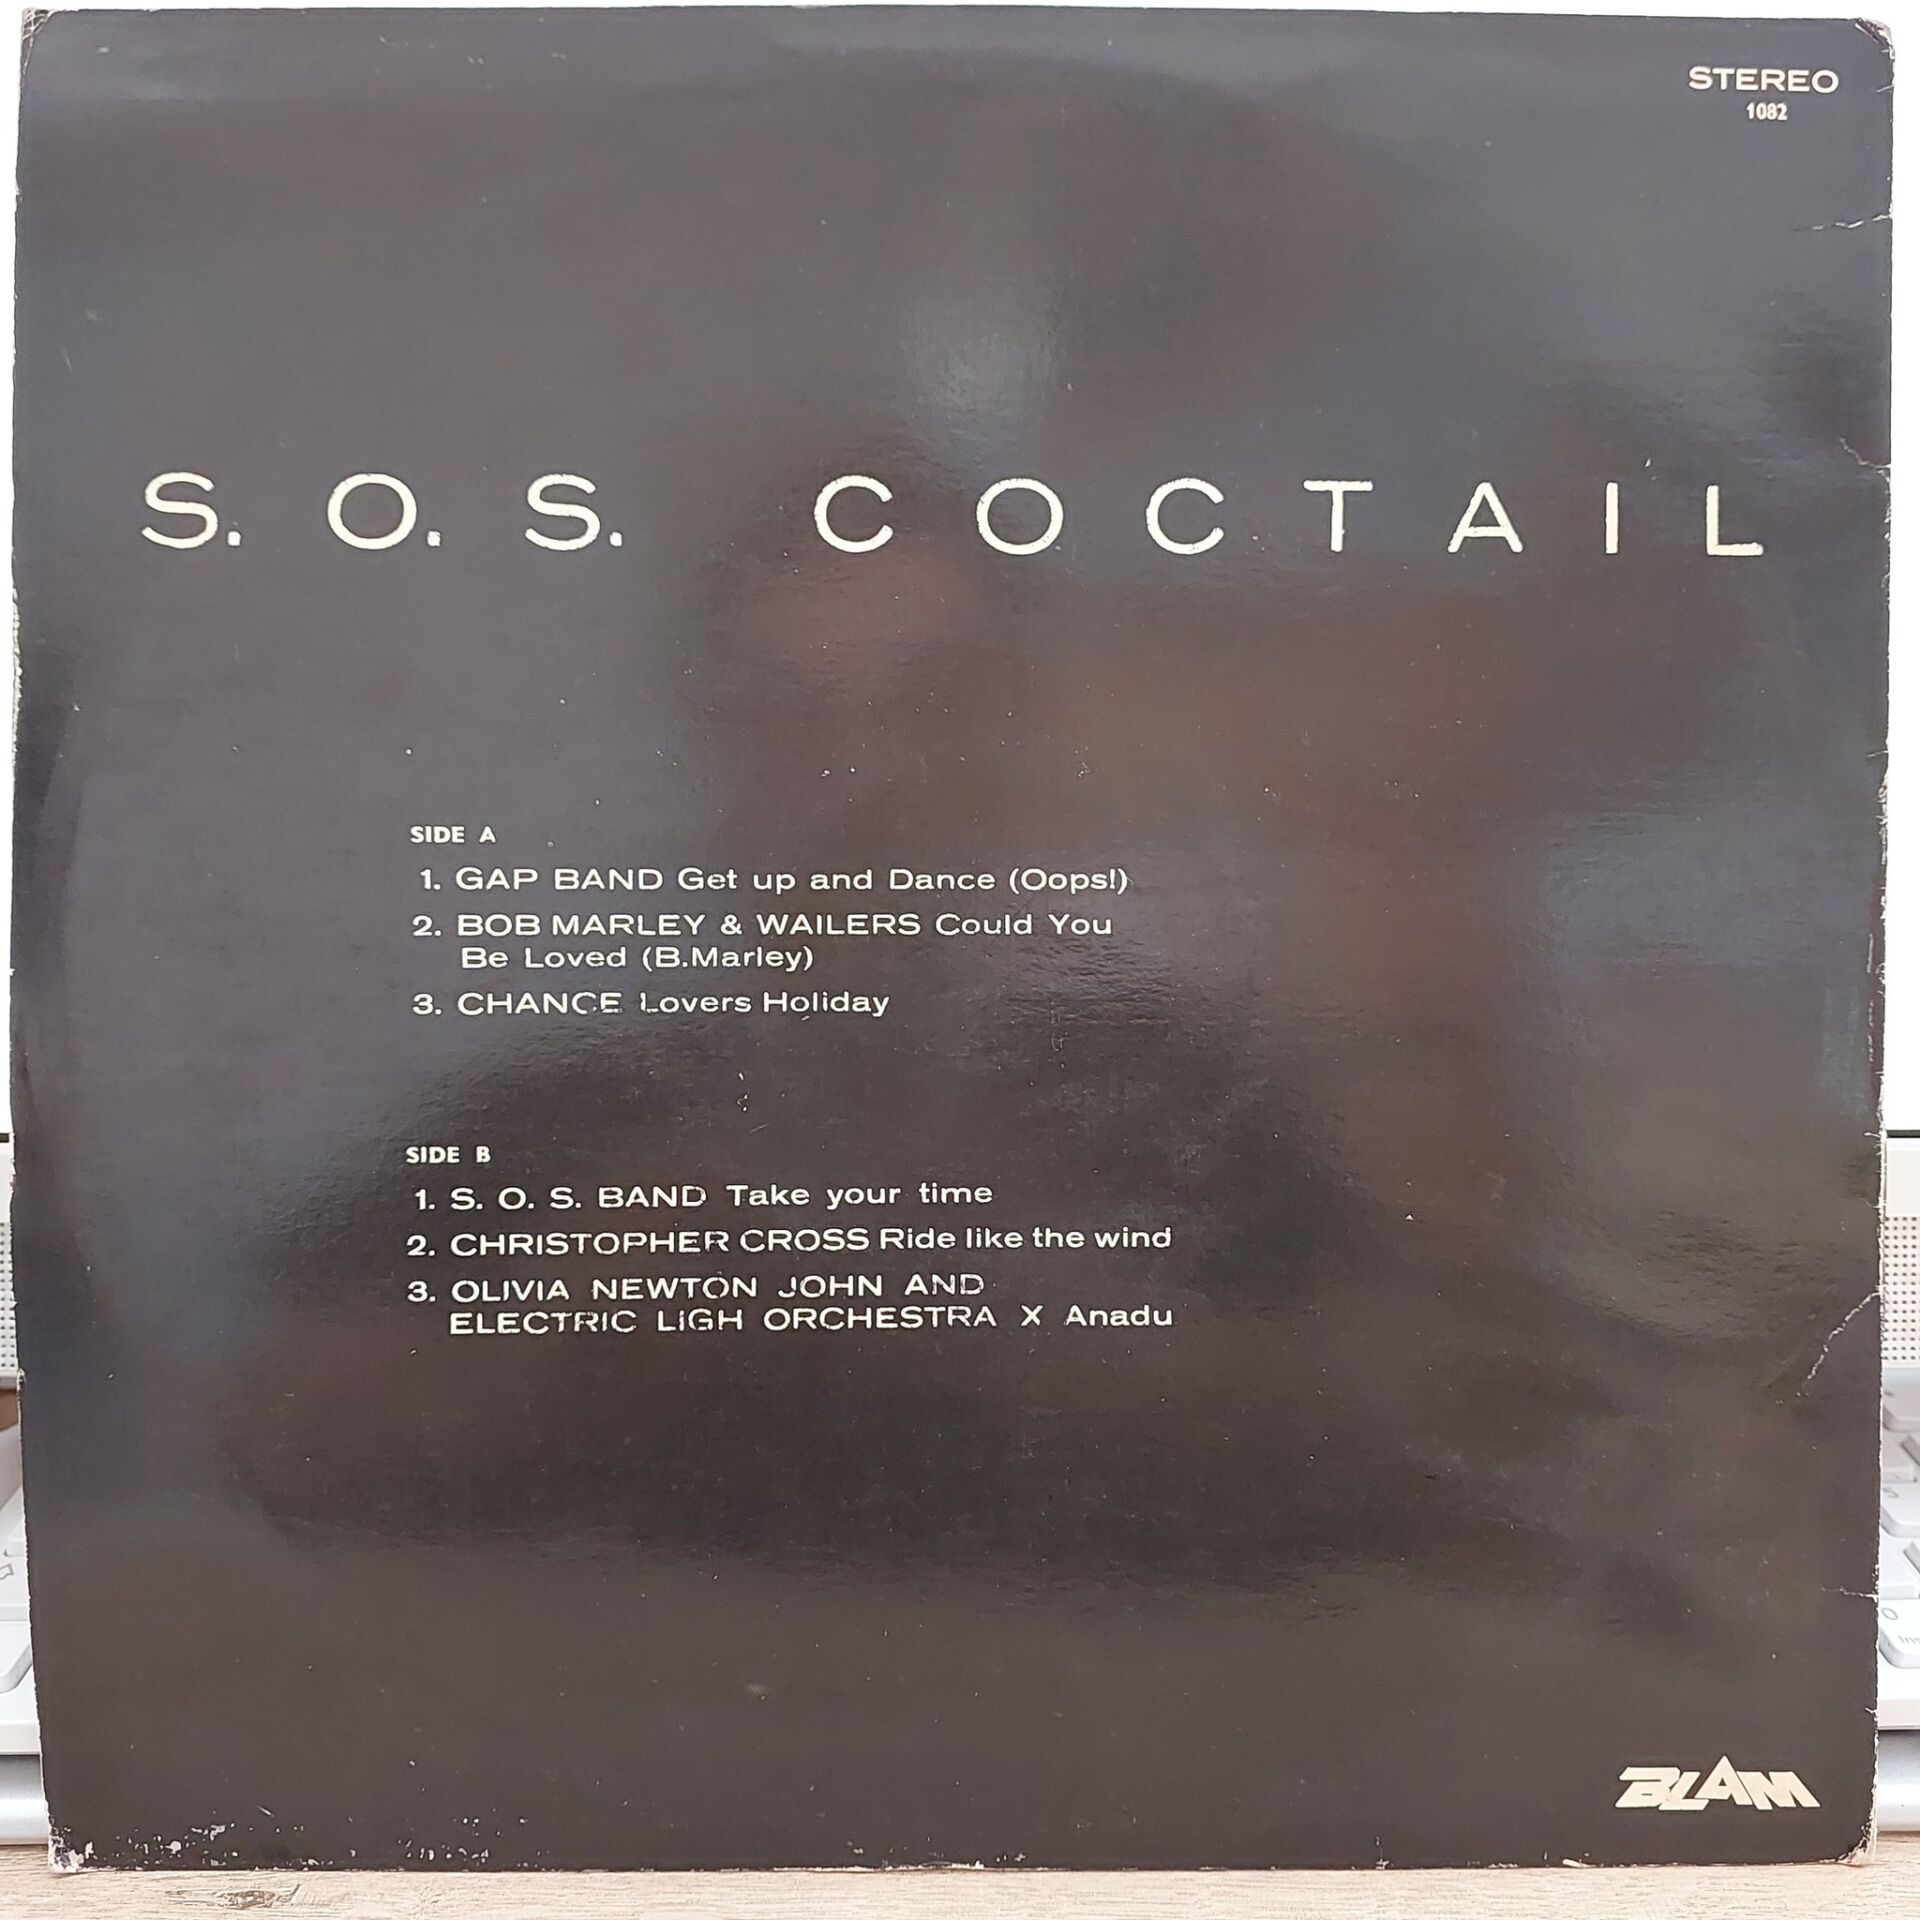 STEREO
1082
S. O. S. COCTAIL
SIDE A
1. GAP BAND Get up and Dance (Oops!)
2. BOB MARLEY & WAILERS Could You
Be Loved (B.Marley)
3. CHANCE Lovers Holiday
SIDE B
1. S. O. S. BAND Take your time
2. CHRISTOPHER CROSS Ride like the wind
3. OLIVIA NEWTON JOHN AND
ELECTRIC LIGH ORCHESTRA X Anadu
BLAM